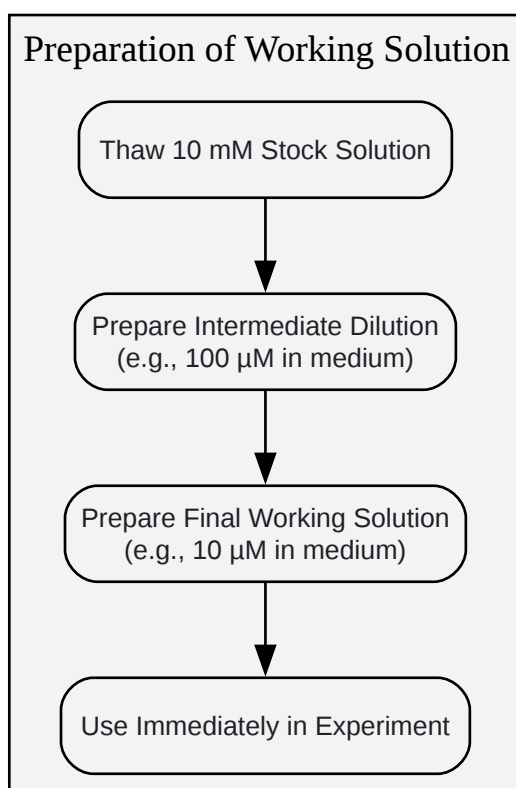 Preparation of Working Solution
Thaw 10 mM Stock Solution
Prepare Intermediate Dilution
(e.g., 100 µM in medium)
Prepare Final Working Solution
(e.g., 10 µM in medium)
Use Immediately in Experiment